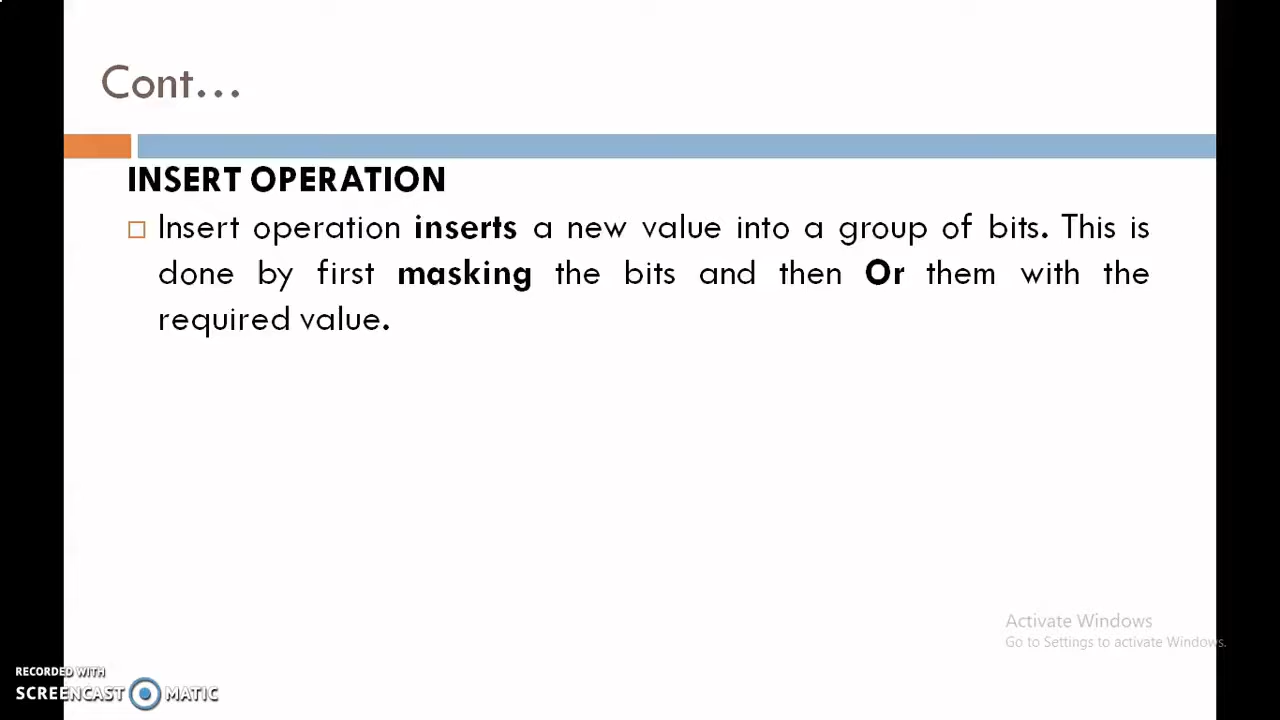 Cont...
INSERT OPERATION
Insert operation inserts a new value into a group of bits. This is
done by first masking the bits and then Or them with the
required value.
Activate Windows
Go to Settings to activate Windows.
RECORDED WITH
SCREENCAST MATIC